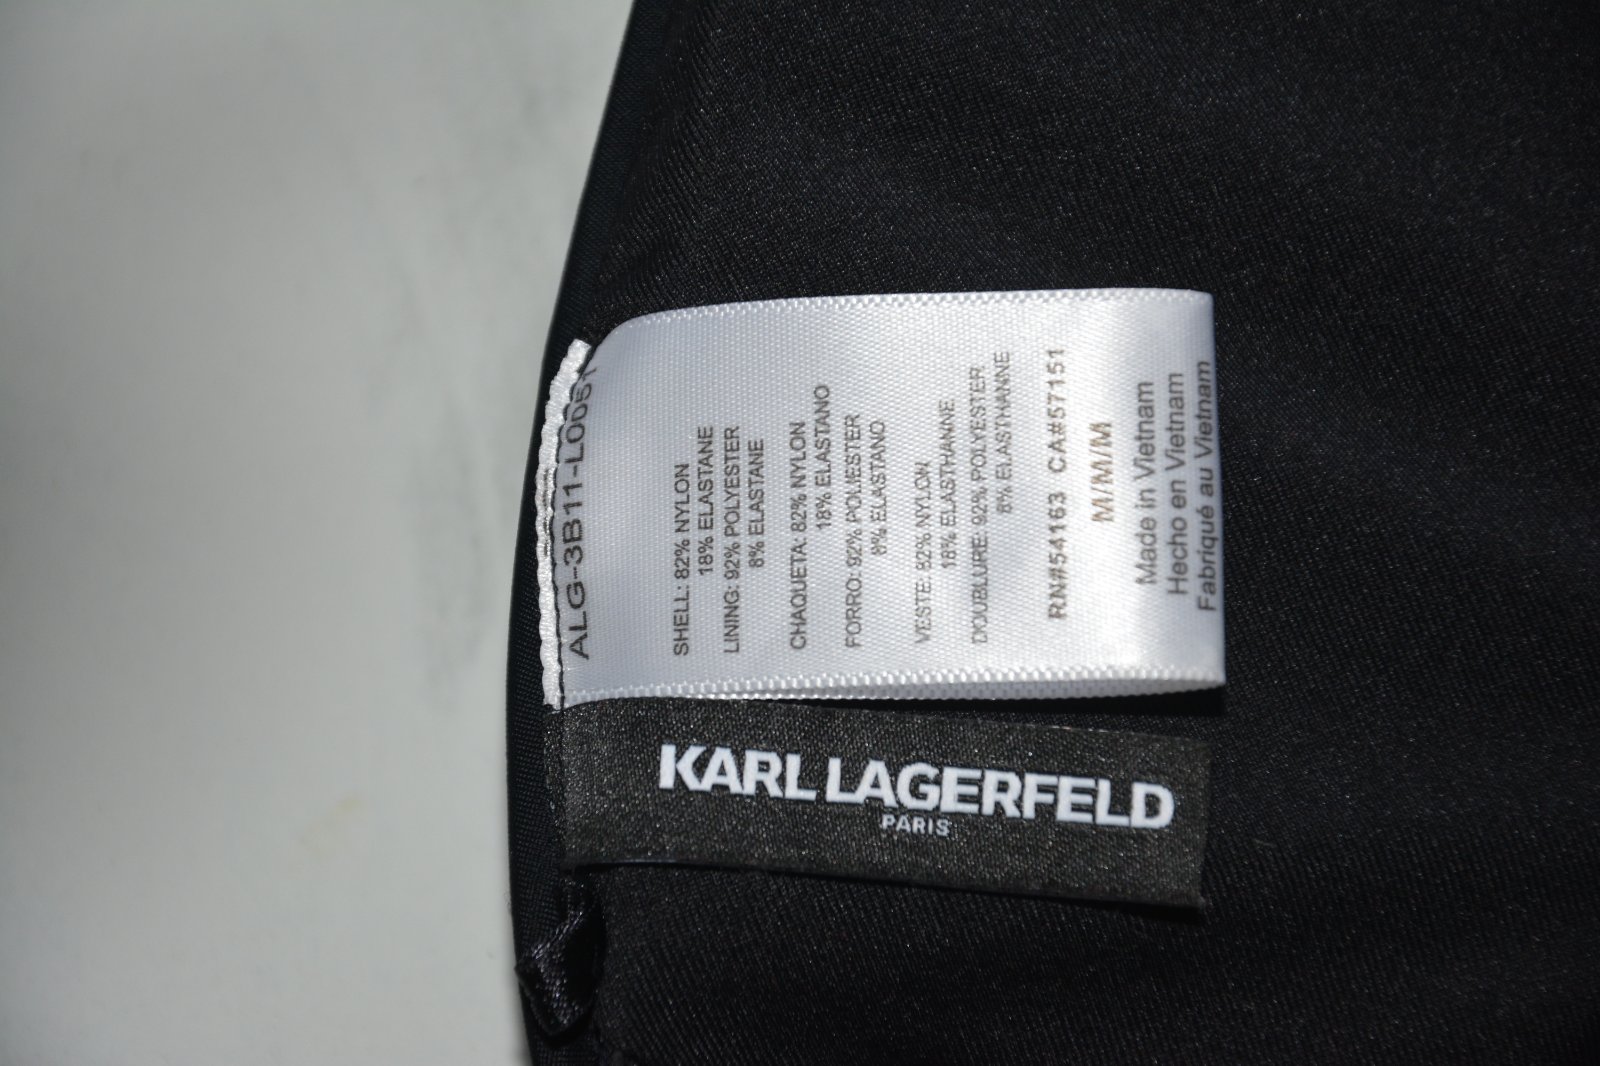 ALG-3B11-L0051
SHELL: 82% NYLON
18% ELASTANE
LINING: 92% POLYESTER
8% ELASTANE
CHAQUETA: 82% NYLON
18% ELASTANO
FORRO: 92% POLIESTER
8% ELASTANO
VESTE: 82% NYLON
18% ELASTHANNE
DOUBLURE: 92% POLYESTER
8% ELASTHANNE
RN#54163 CA#57151
M/M/M
Made in Vietnam
Hecho en Vietnam
Fabriqué au Vietnam
KARL LAGERFELD
PARIS